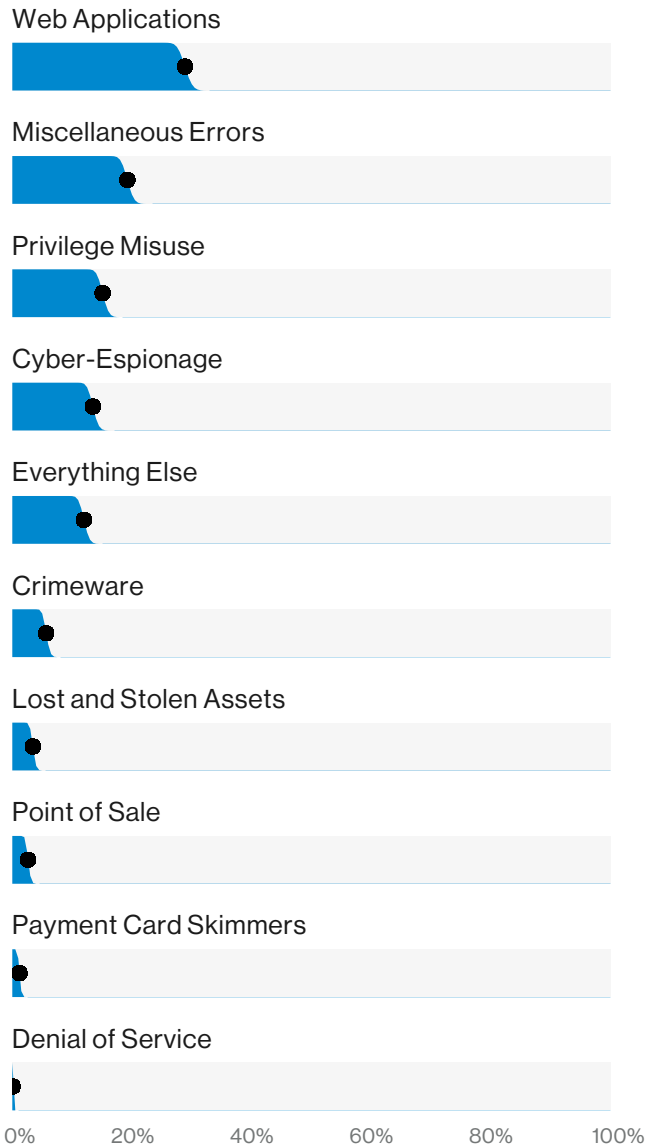 Web Applications
Miscellaneous Errors
Privilege Misuse
Cyber-Espionage
Everything Else
Crimeware
Lost and Stolen Assets
Point of Sale
Payment Card Skimmers
Denial of Service
0% 20% 40% 60% 80% 100%